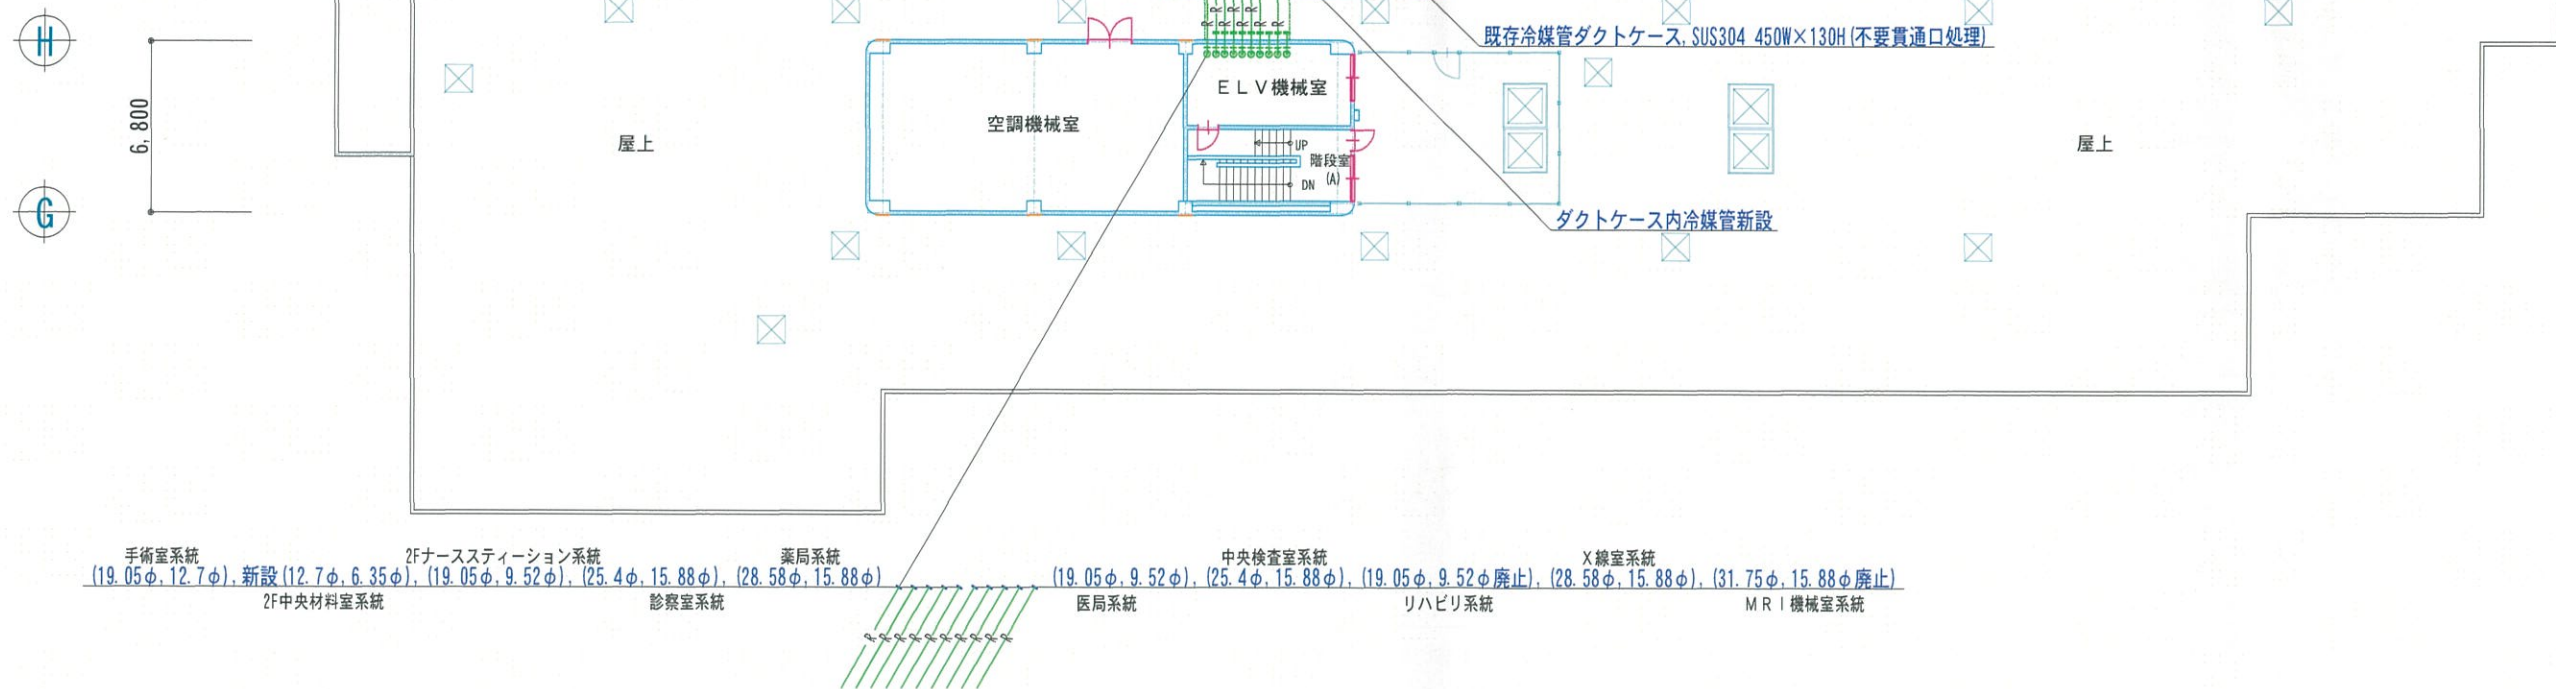 H
既存冷媒管ダクトケース, SUS304 450W×130H(不要貫通口処理)
R R R R R R R R
ELV機械室
6,800
空調機械室
屋上
屋上
UP
階段室
(A)
DN
G
ダクトケース内冷媒管新設
手術室系統 2Fナーススティーション系統 薬局系統 中央検査室系統 X線室系統
(19.05φ, 12.7φ), 新設(12.7φ, 6.35φ), (19.05φ, 9.52φ), (25.4φ, 15.88φ), (28.58φ, 15.88φ) (19.05φ, 9.52φ), (25.4φ, 15.88φ), (19.05φ, 9.52φ廃止), (28.58φ, 15.88φ), (31.75φ, 15.88φ廃止)
2F中央材料室系統 診察室系統 医局系統 リハビリ系統 MRI機械室系統
R R R R R R R R R R